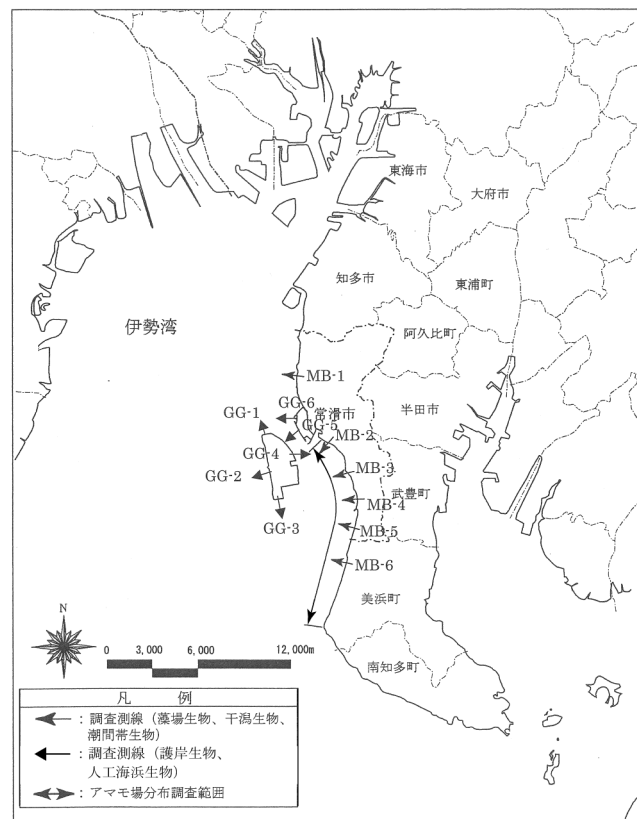 東海市
大府市
知多市
東浦町
伊勢湾
阿久比町
MB-1
GG-6
常滑市
半田市
GG-1
GG-5
MB-2
GG-4
MB-3
GG-2
武豊町
MB-4
GG-3
MB-5
MB-6
美浜町
N
0 3,000 6,000 12,000m
南知多町
凡 例
:調査測線(藻場生物、干潟生物、
潮間帯生物)
:調査測線(護岸生物、
人工海浜生物)
:アマモ場分布調査範囲